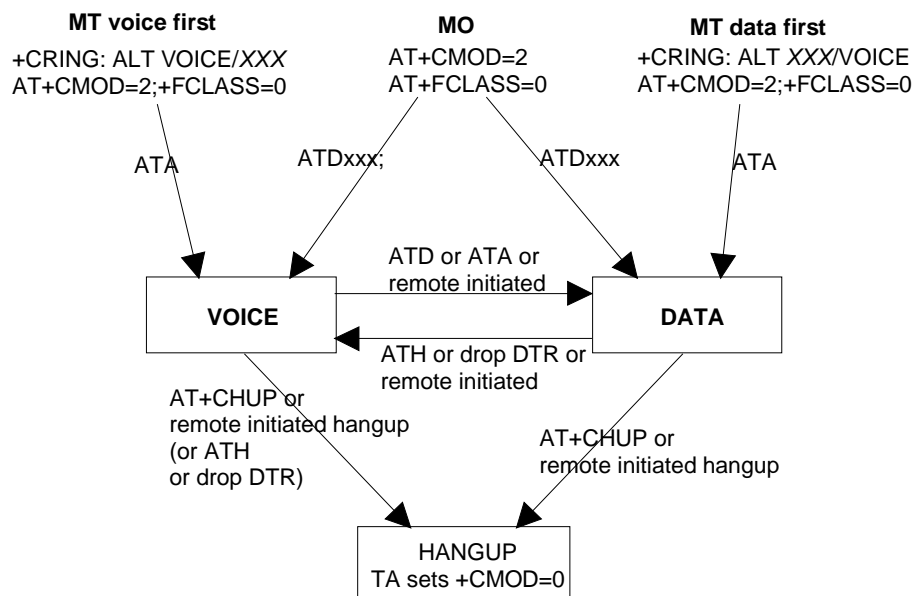 MT voice first
+CRING: ALT VOICE/XXX
AT+CMOD=2;+FCLASS=0
MO
AT+CMOD=2
AT+FCLASS=0
MT data first
+CRING: ALT XXX/VOICE
AT+CMOD=2;+FCLASS=0
ATA
ATDxxx;
ATDxxx
ATA
ATD or ATA or
remote initiated
VOICE
DATA
ATH or drop DTR or
remote initiated
AT+CHUP or
remote initiated hangup
(or ATH
or drop DTR)
AT+CHUP or
remote initiated hangup
HANGUP
TA sets +CMOD=0